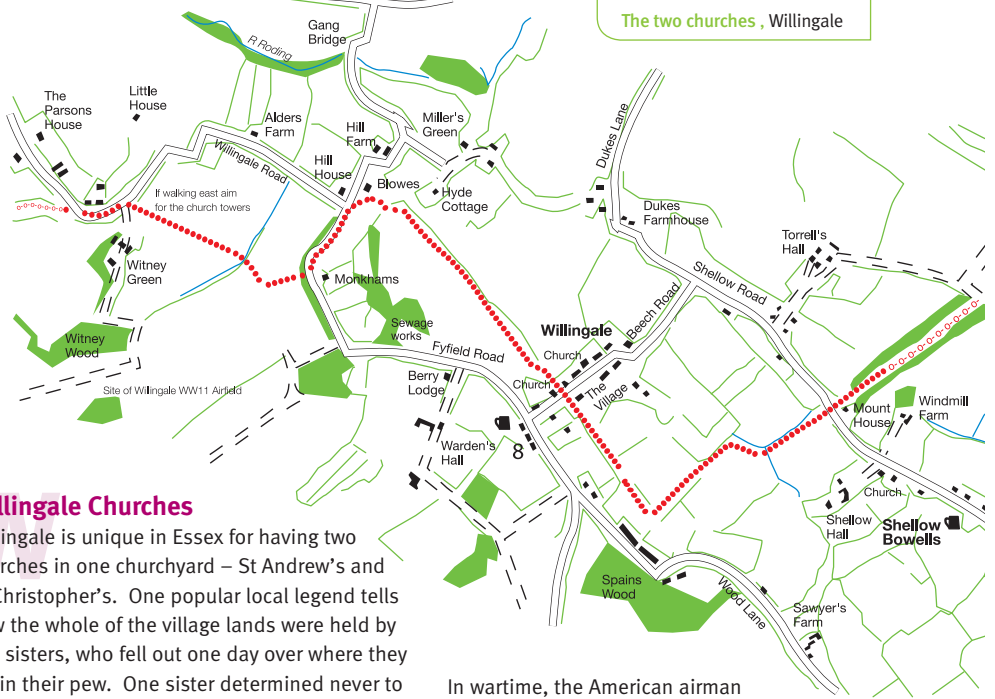 The two churches , Willingale
Gang
Bridge
R Roding
The
Parsons
House
Little
House
Alders
Farm
Hill
Farm
Miller's
Green
Willingale Road
Hill
House
Blowes
Hyde
Cottage
Dukes Lane
Dukes
Farmhouse
Torrell's
Hall
If walking east aim
for the church towers
Witney
Green
Monkhams
Shellow Road
Sewage
works
Willingale
Beech Road
Church
Witney
Wood
Fyfield Road
Church
The
Village
Site of Willingale WW11 Airfield
Berry
Lodge
Mount
House
Windmill
Farm
Warden's
Hall
8
Church
Shellow
Hall
Shellow
Bowells
Spains
Wood
Wood Lane
Sawyer's
Farm
W
llingale Churches
ingale is unique in Essex for having two
rches in one churchyard – St Andrew's and
Christopher's. One popular local legend tells
w the whole of the village lands were held by
sisters, who fell out one day over where they
in their pew. One sister determined never to
In wartime, the American airman